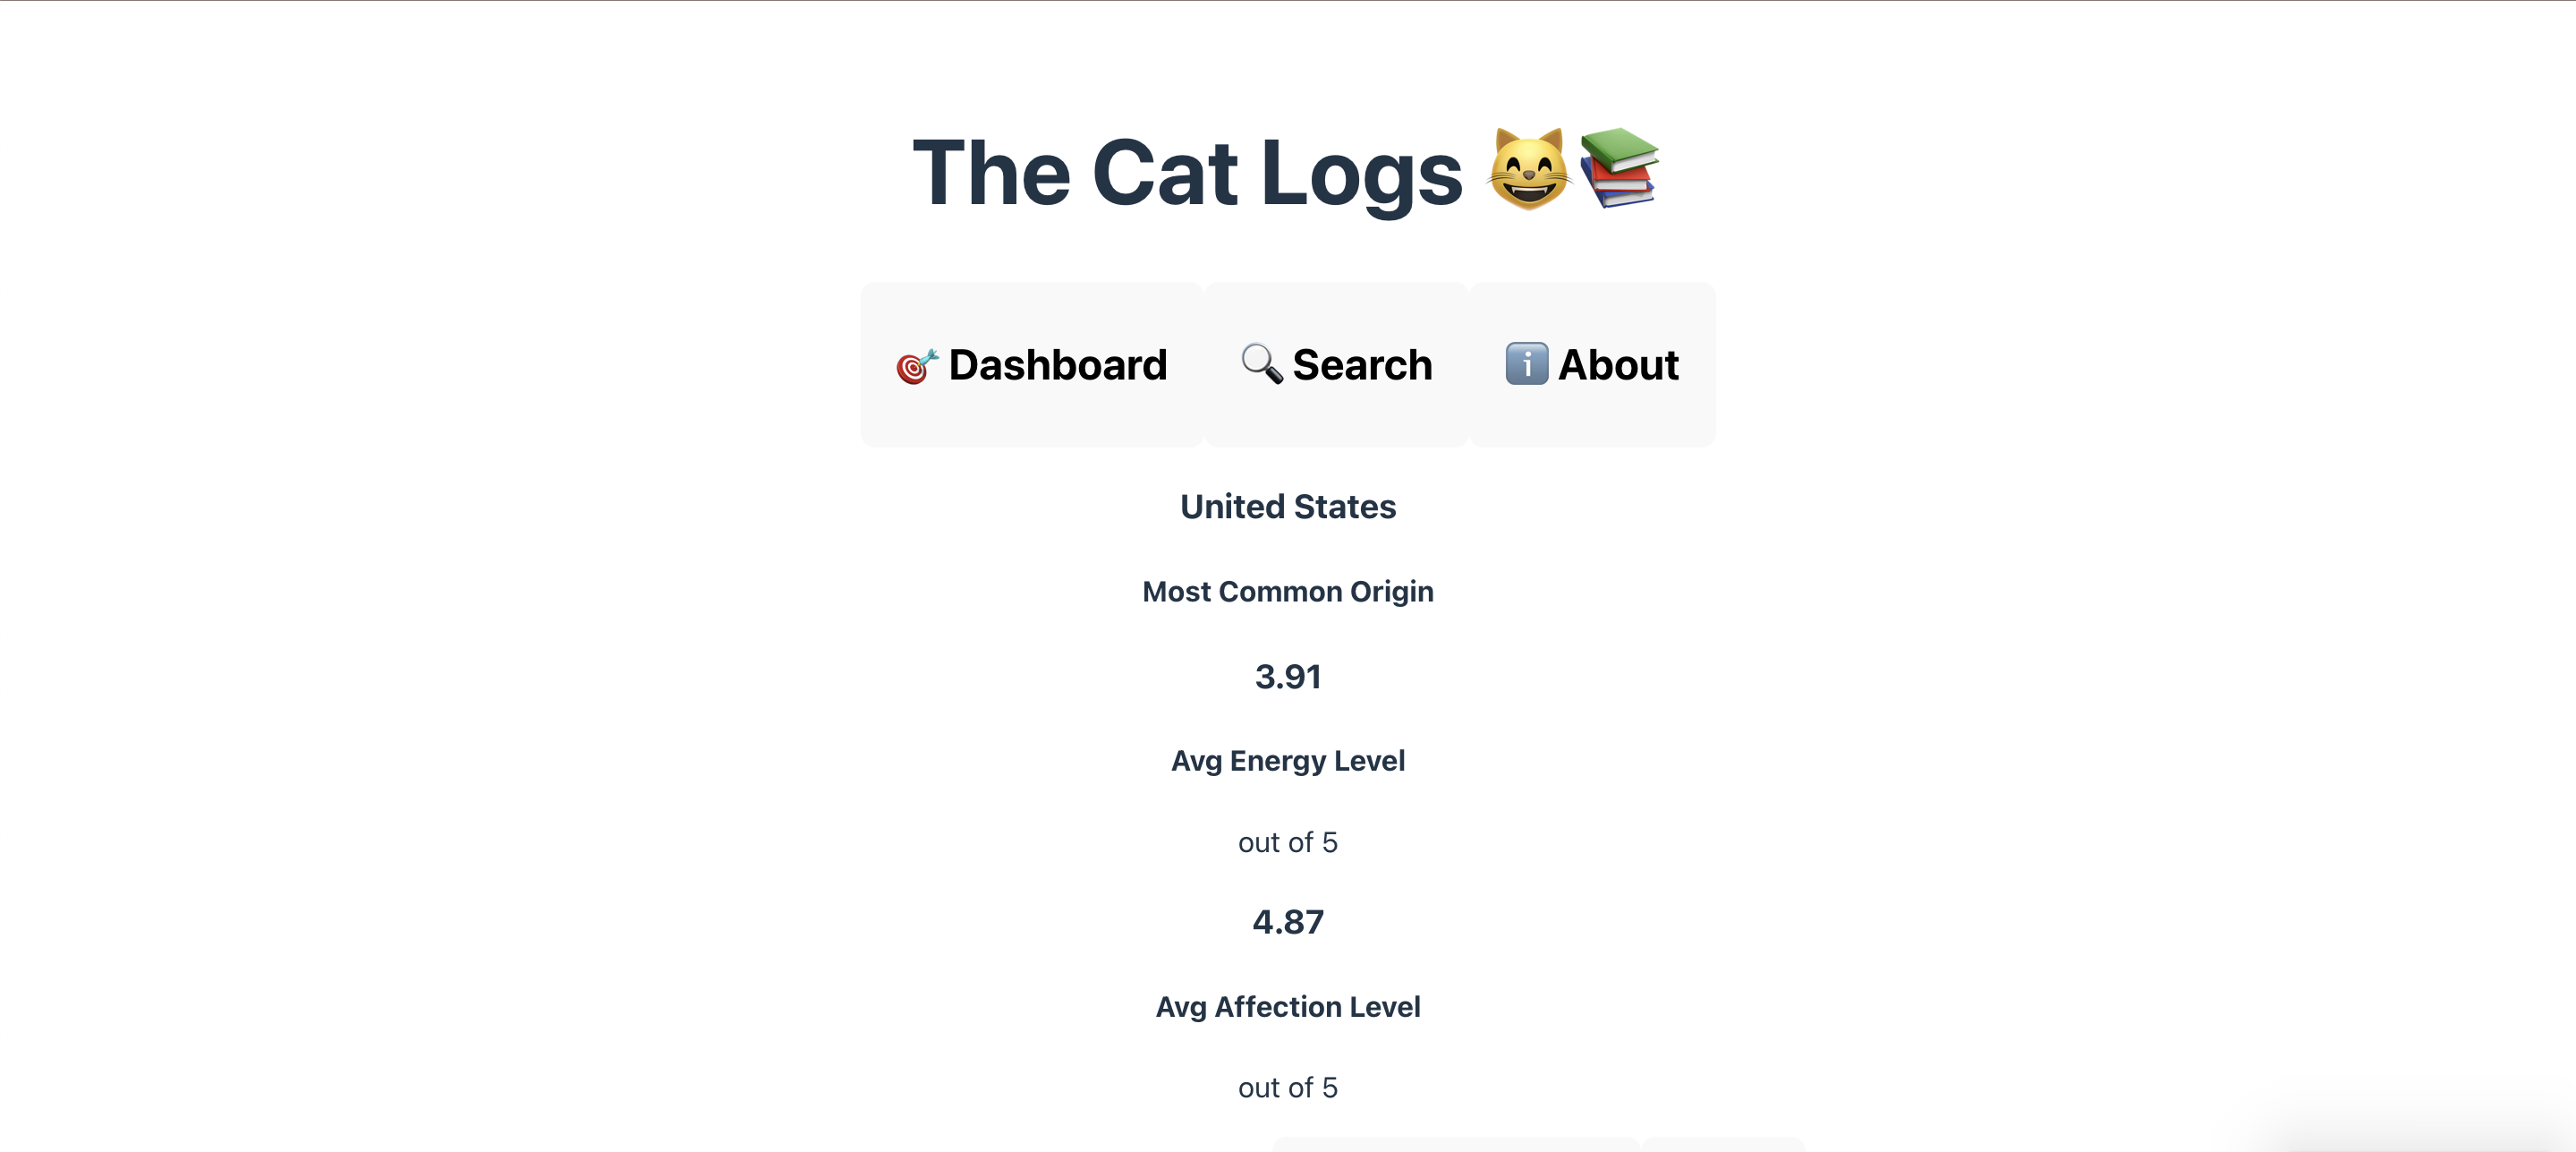 The Cat Logs 😸📚
🎯 Dashboard 🔍 Search ℹ️ About
United States
Most Common Origin
3.91
Avg Energy Level
out of 5
4.87
Avg Affection Level
out of 5